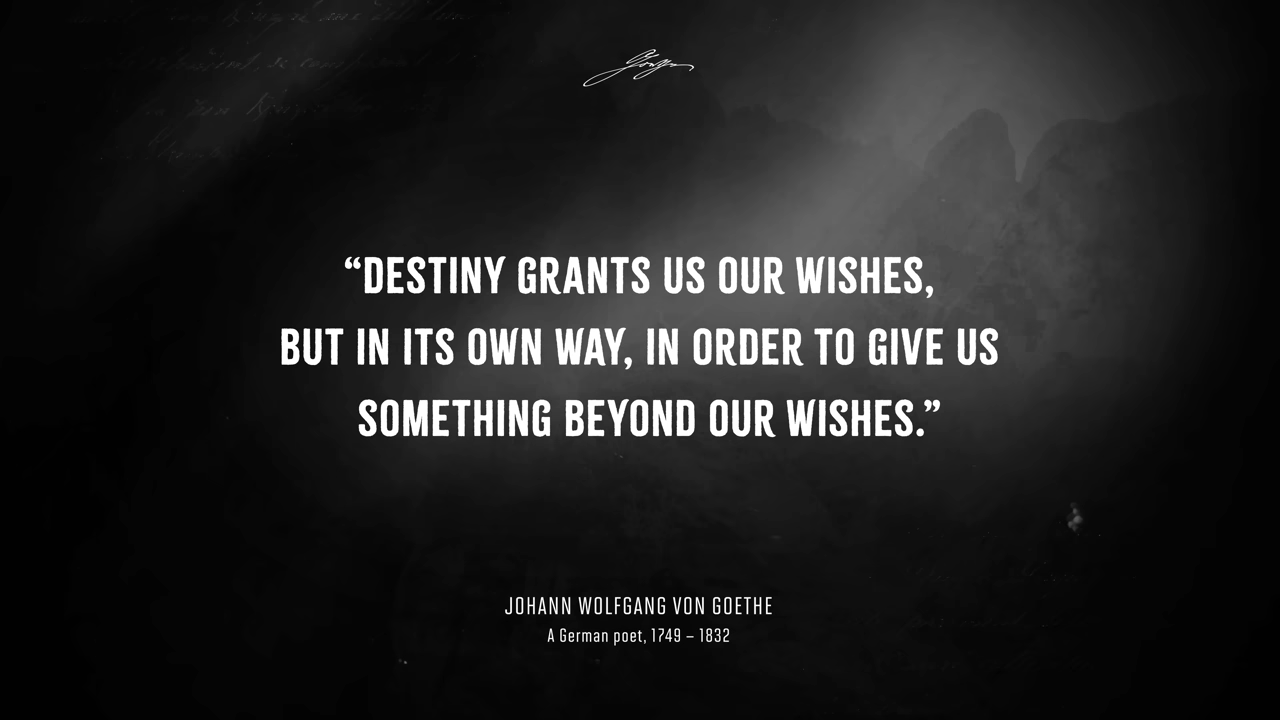 “DESTINY GRANTS US OUR WISHES,
BUT IN ITS OWN WAY, IN ORDER TO GIVE US
SOMETHING BEYOND OUR WISHES.”
JOHANN WOLFGANG VON GOETHE
A German poet, 1749 – 1832